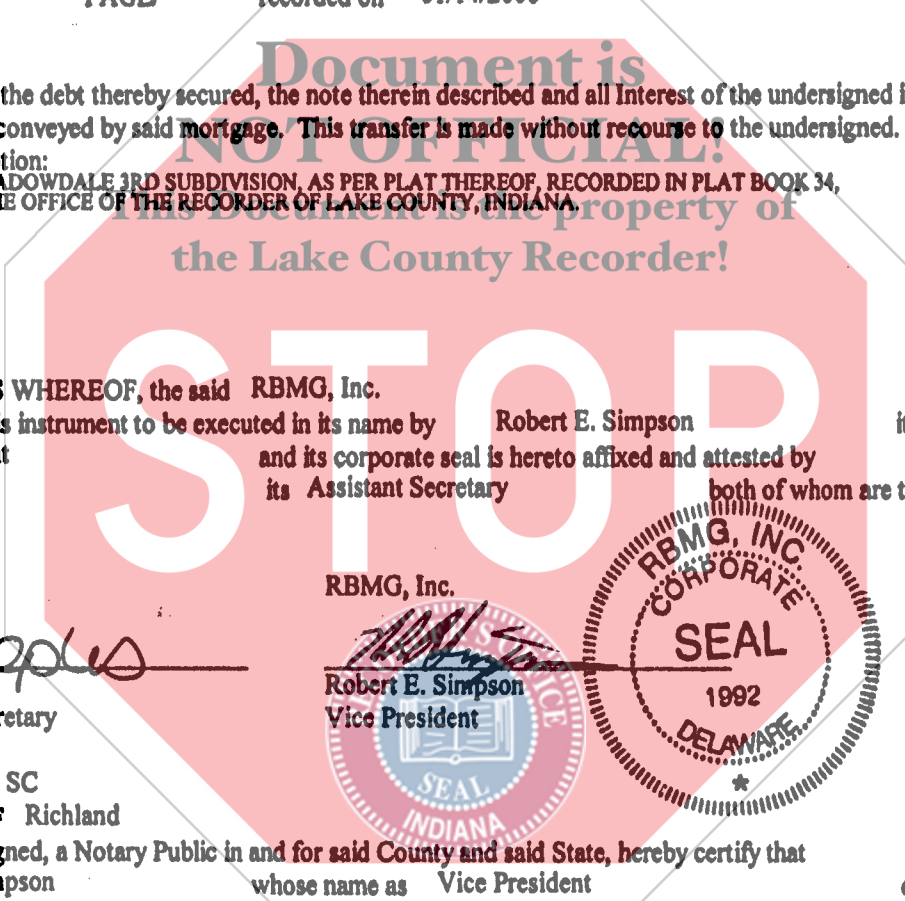 PAGE recorded on
Document is
the debt thereby secured, the note therein described and all Interest of the undersigned i
conveyed by said mortgage. This transfer is made without recourse to the undersigned.
NOT OFFICIAL!
tion:
ADOWDALE 3RD SUBDIVISION, AS PER PLAT THEREOF, RECORDED IN PLAT BOOK 34,
E OFFICE OF THE RECORDER OF LAKE COUNTY, INDIANA.
This Document is the property of
the Lake County Recorder!
STOP
S WHEREOF, the said RBMG, Inc.
s instrument to be executed in its name by Robert E. Simpson it
t and its corporate seal is hereto affixed and attested by
its Assistant Secretary both of whom are t
RBMG, INC
CORPORATE
SEAL
1992
DELAWARE
RBMG, Inc.
Robert E. Simpson
retary Vice President
SEAL
INDIANA
SC
F Richland
gned, a Notary Public in and for said County and said State, hereby certify that
mpson whose name as Vice President